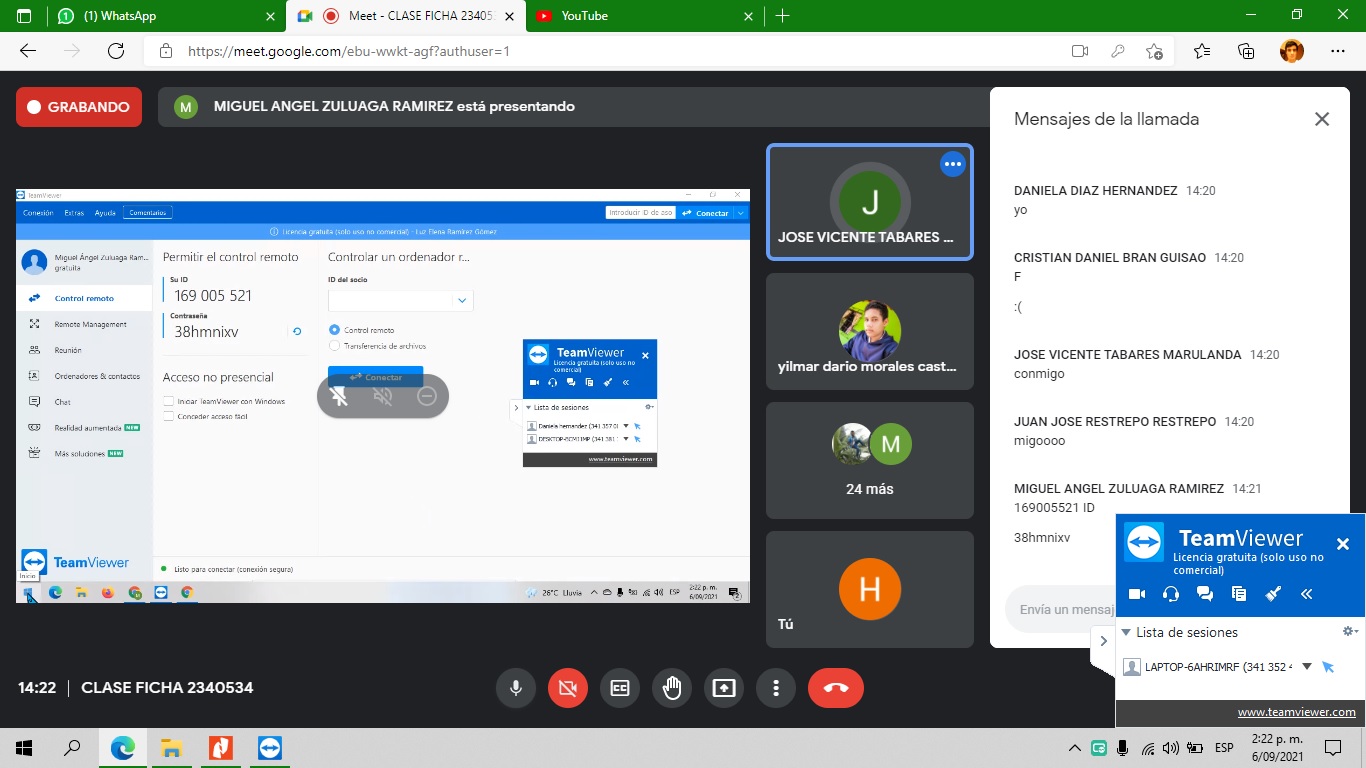 (1) WhatsApp
Meet - CLASE FICHA 23405
YouTube
https://meet.google.com/ebu-wwkt-agf?authuser=1
GRABANDO
M
MIGUEL ANGEL ZULUAGA RAMIREZ está presentando
TeamViewer
Conexión Extras Ayuda Comentarios
Introducir ID de aso
Conectar
Licencia gratuita (solo uso no comercial) - Luz Elena Ramírez Gómez
Miguel Ángel Zuluaga Ram...
gratuita
Control remoto
Remote Management
Reunión
Ordenadores & contactos
Chat
Realidad aumentada NEW
Más soluciones NEW
TeamViewer
Inicio
Permitir el control remoto
Su ID
169 005 521
Contraseña
38hmnixv
Acceso no presencial
Iniciar TeamViewer con Windows
Conceder acceso fácil
Controlar un ordenador r...
ID del socio
Control remoto
Transferencia de archivos
Conectar
TeamViewer
Licencia gratuita (solo uso no
comercial)
Lista de sesiones
Daniela hernandez (341 357 0
DESKTOP-5CM11MP (341 381
www.teamviewer.com
Listo para conectar (conexión segura)
26°C Lluvia
ESP
2:22 p. m.
6/09/2021
2
J
JOSE VICENTE TABARES ...
yilmar dario morales cast...
M
24 más
H
Tú
Mensajes de la llamada
DANIELA DIAZ HERNANDEZ 14:20
yo
CRISTIAN DANIEL BRAN GUISAO 14:20
F
:(
JOSE VICENTE TABARES MARULANDA 14:20
conmigo
JUAN JOSE RESTREPO RESTREPO 14:20
migoooo
MIGUEL ANGEL ZULUAGA RAMIREZ 14:21
169005521 ID
38hmnixv
Envía un mensaj
TeamViewer
Licencia gratuita (solo uso no
comercial)
Lista de sesiones
LAPTOP-6AHRIMRF (341 352 4
www.teamviewer.com
14:22 | CLASE FICHA 2340534
CC
ESP
2:22 p. m.
6/09/2021